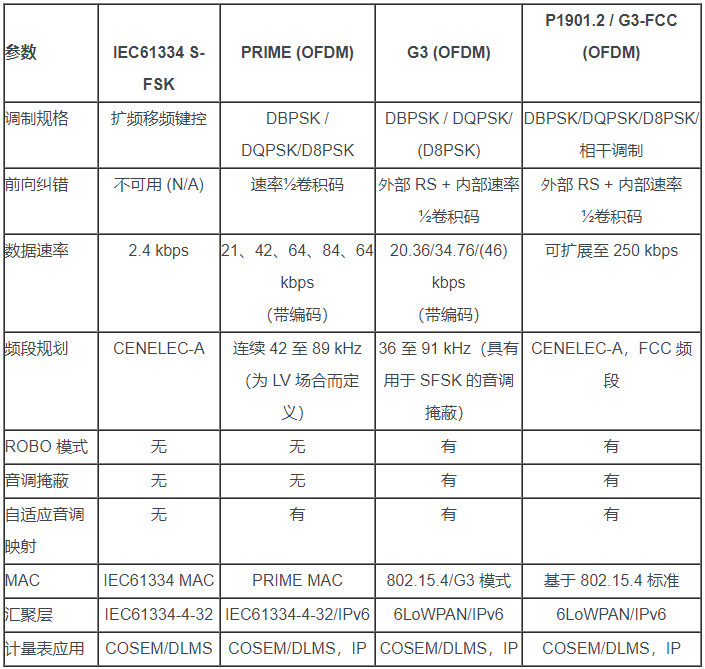 参数 IEC61334 S-FSK PRIME (OFDM) G3 (OFDM) P1901.2 / G3-FCC (OFDM)
调制规格 扩频移频键控 DBPSK / DQPSK/D8PSK DBPSK / DQPSK/ (D8PSK) DBPSK/DQPSK/D8PSK/ 相干调制
前向纠错 不可用 (N/A) 速率½卷积码 外部 RS + 内部速率 ½卷积码 外部 RS + 内部速率 ½卷积码
数据速率 2.4 kbps 21、42、64、84、64 kbps （带编码） 20.36/34.76/(46) kbps （带编码） 可扩展至 250 kbps
频段规划 CENELEC-A 连续 42 至 89 kHz （为 LV 场合而定义） 36 至 91 kHz（具有用于 SFSK 的音调掩蔽） CENELEC-A，FCC 频段
ROBO 模式 无 无 有 有
音调掩蔽 无 无 有 有
自适应音调映射 无 有 有 有
MAC IEC61334 MAC PRIME MAC 802.15.4/G3 模式 基于 802.15.4 标准
汇聚层 IEC61334-4-32 IEC61334-4-32/IPv6 6LoWPAN/IPv6 6LoWPAN/IPv6
计量表应用 COSEM/DLMS COSEM/DLMS，IP COSEM/DLMS，IP COSEM/DLMS，IP